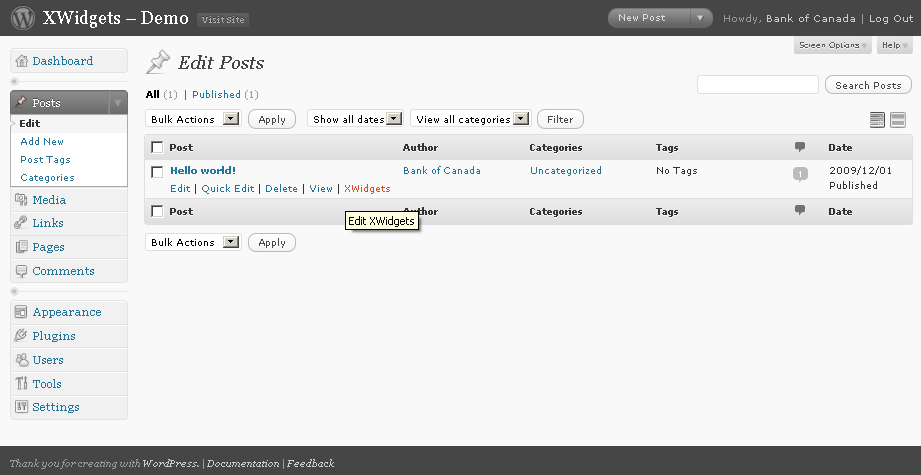 XWidgets – Demo Visit Site New Post Howdy, Bank of Canada | Log Out
Screen Options Help
Dashboard
Posts
Edit
Add New
Post Tags
Categories
Media
Links
Pages
Comments
Appearance
Plugins
Users
Tools
Settings
Edit Posts
All (1) | Published (1)
Search Posts
Bulk Actions Apply Show all dates View all categories Filter
Post Author Categories Tags Date
Hello world! Bank of Canada Uncategorized No Tags 1 2009/12/01
Published
Edit | Quick Edit | Delete | View | XWidgets
Post Author Categories Tags Date
Edit XWidgets
Bulk Actions Apply
Thank you for creating with WordPress. | Documentation | Feedback